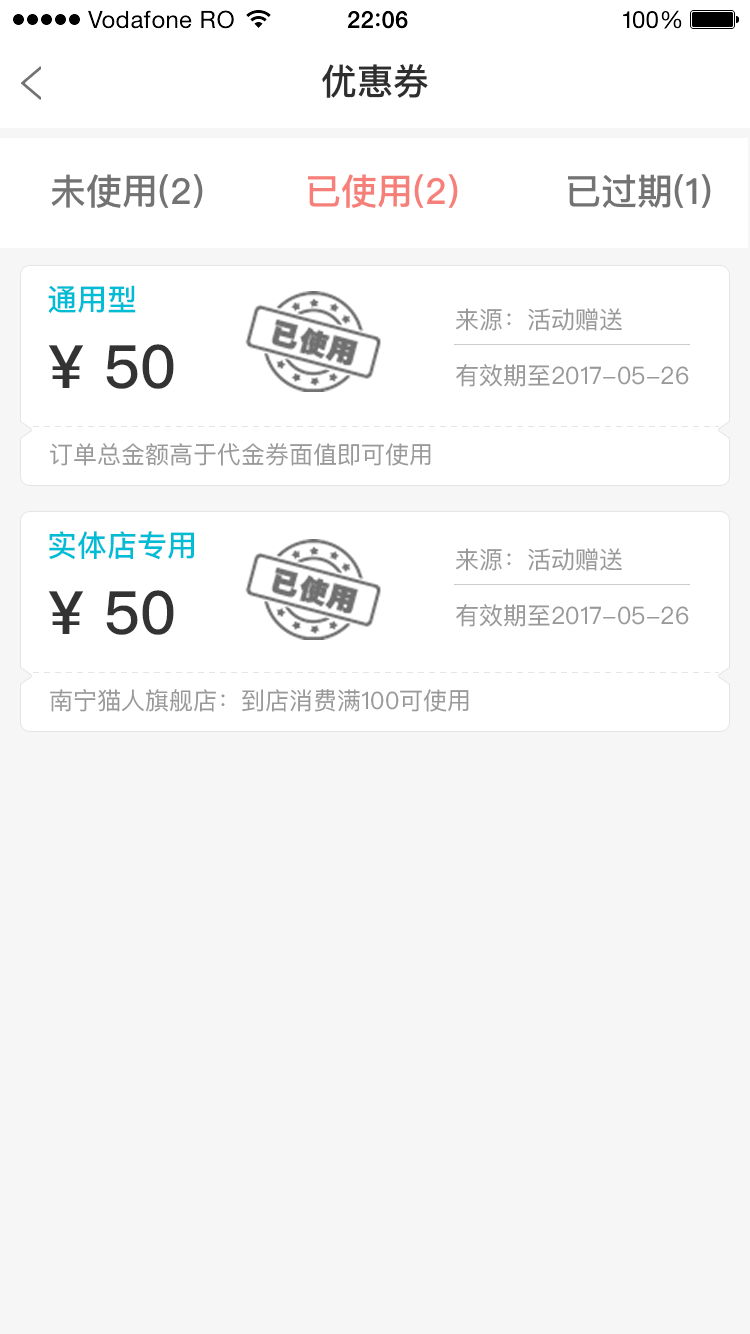 Vodafone RO 22:06 100%
优惠券
未使用(2) 已使用(2) 已过期(1)
通用型
¥ 50
已使用
来源：活动赠送
有效期至2017-05-26
订单总金额高于代金券面值即可使用
实体店专用
¥ 50
已使用
来源：活动赠送
有效期至2017-05-26
南宁猫人旗舰店：到店消费满100可使用